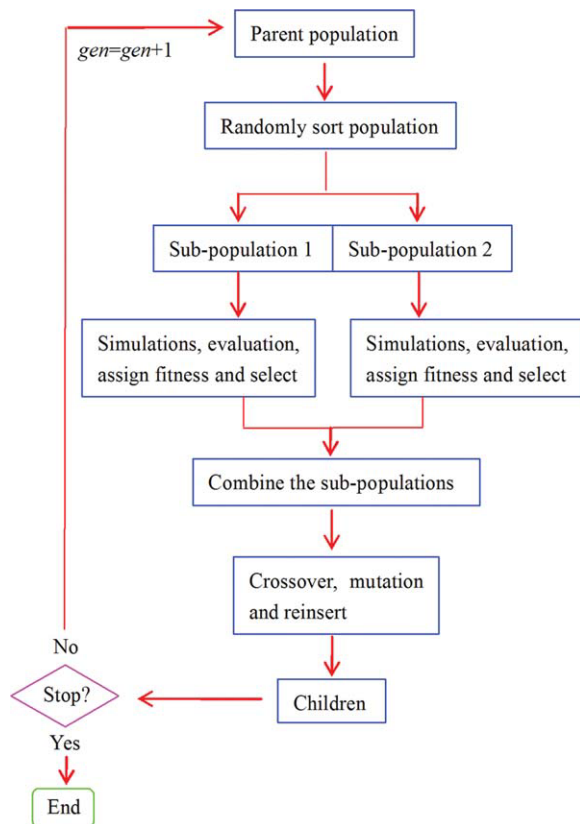 Parent population
gen=gen+1
Randomly sort population
Sub-population 1
Sub-population 2
Simulations, evaluation,
assign fitness and select
Simulations, evaluation,
assign fitness and select
Combine the sub-populations
Crossover, mutation
and reinsert
Children
No
Stop?
Yes
End